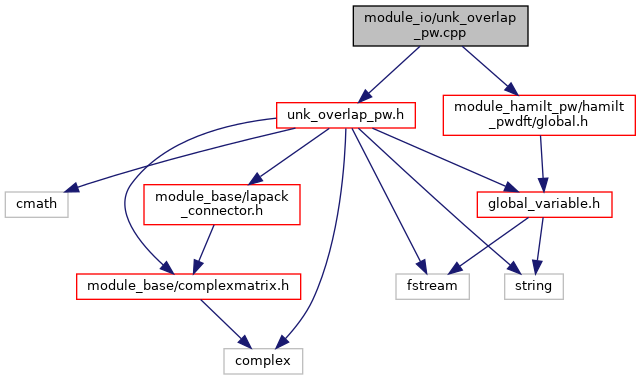 module_io/unk_overlap
_pw.cpp
unk_overlap_pw.h
module_hamilt_pw/hamilt
_pwdft/global.h
cmath
module_base/lapack
_connector.h
global_variable.h
module_base/complexmatrix.h
fstream
string
complex